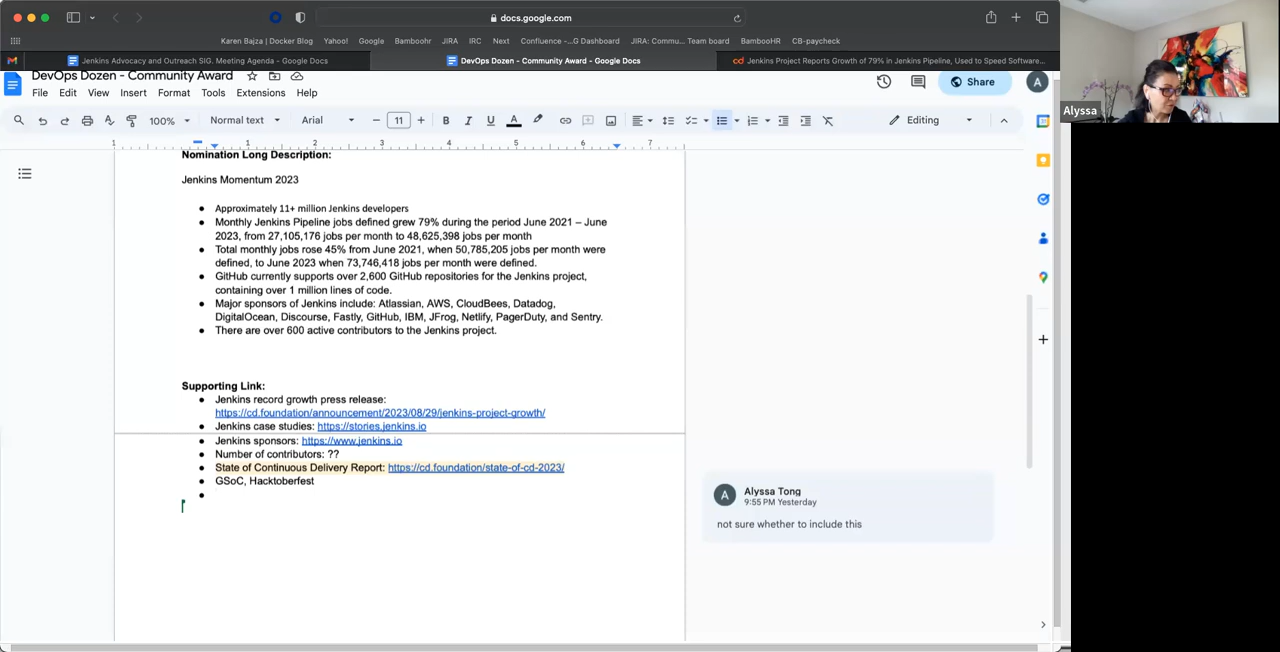 docs.google.com
Karen Bajza | Docker Blog Yahoo! Google Bamboohr JIRA IRC Next Confluence -...G Dashboard JIRA: Commu... Team board BambooHR CB-paycheck
Jenkins Advocacy and Outreach SIG. Meeting Agenda - Google Docs
DevOps Dozen - Community Award - Google Docs
cd Jenkins Project Reports Growth of 79% in Jenkins Pipeline, Used to Speed Software...
DevOps Dozen - Community Award
File Edit View Insert Format Tools Extensions Help
Share
A
100% Normal text Arial 11 B I U A Editing
1 1 2 3 4 5 6 7
Nomination Long Description:
Jenkins Momentum 2023
Approximately 11+ million Jenkins developers
Monthly Jenkins Pipeline jobs defined grew 79% during the period June 2021 – June
2023, from 27,105,176 jobs per month to 48,625,398 jobs per month
Total monthly jobs rose 45% from June 2021, when 50,785,205 jobs per month were
defined, to June 2023 when 73,746,418 jobs per month were defined.
GitHub currently supports over 2,600 GitHub repositories for the Jenkins project,
containing over 1 million lines of code.
Major sponsors of Jenkins include: Atlassian, AWS, CloudBees, Datadog,
DigitalOcean, Discourse, Fastly, GitHub, IBM, JFrog, Netlify, PagerDuty, and Sentry.
There are over 600 active contributors to the Jenkins project.
Supporting Link:
Jenkins record growth press release:
https://cd.foundation/announcement/2023/08/29/jenkins-project-growth/
Jenkins case studies: https://stories.jenkins.io
Jenkins sponsors: https://www.jenkins.io
Number of contributors: ??
State of Continuous Delivery Report: https://cd.foundation/state-of-cd-2023/
GSoC, Hacktoberfest
A
Alyssa Tong
9:55 PM Yesterday
not sure whether to include this
Alyssa